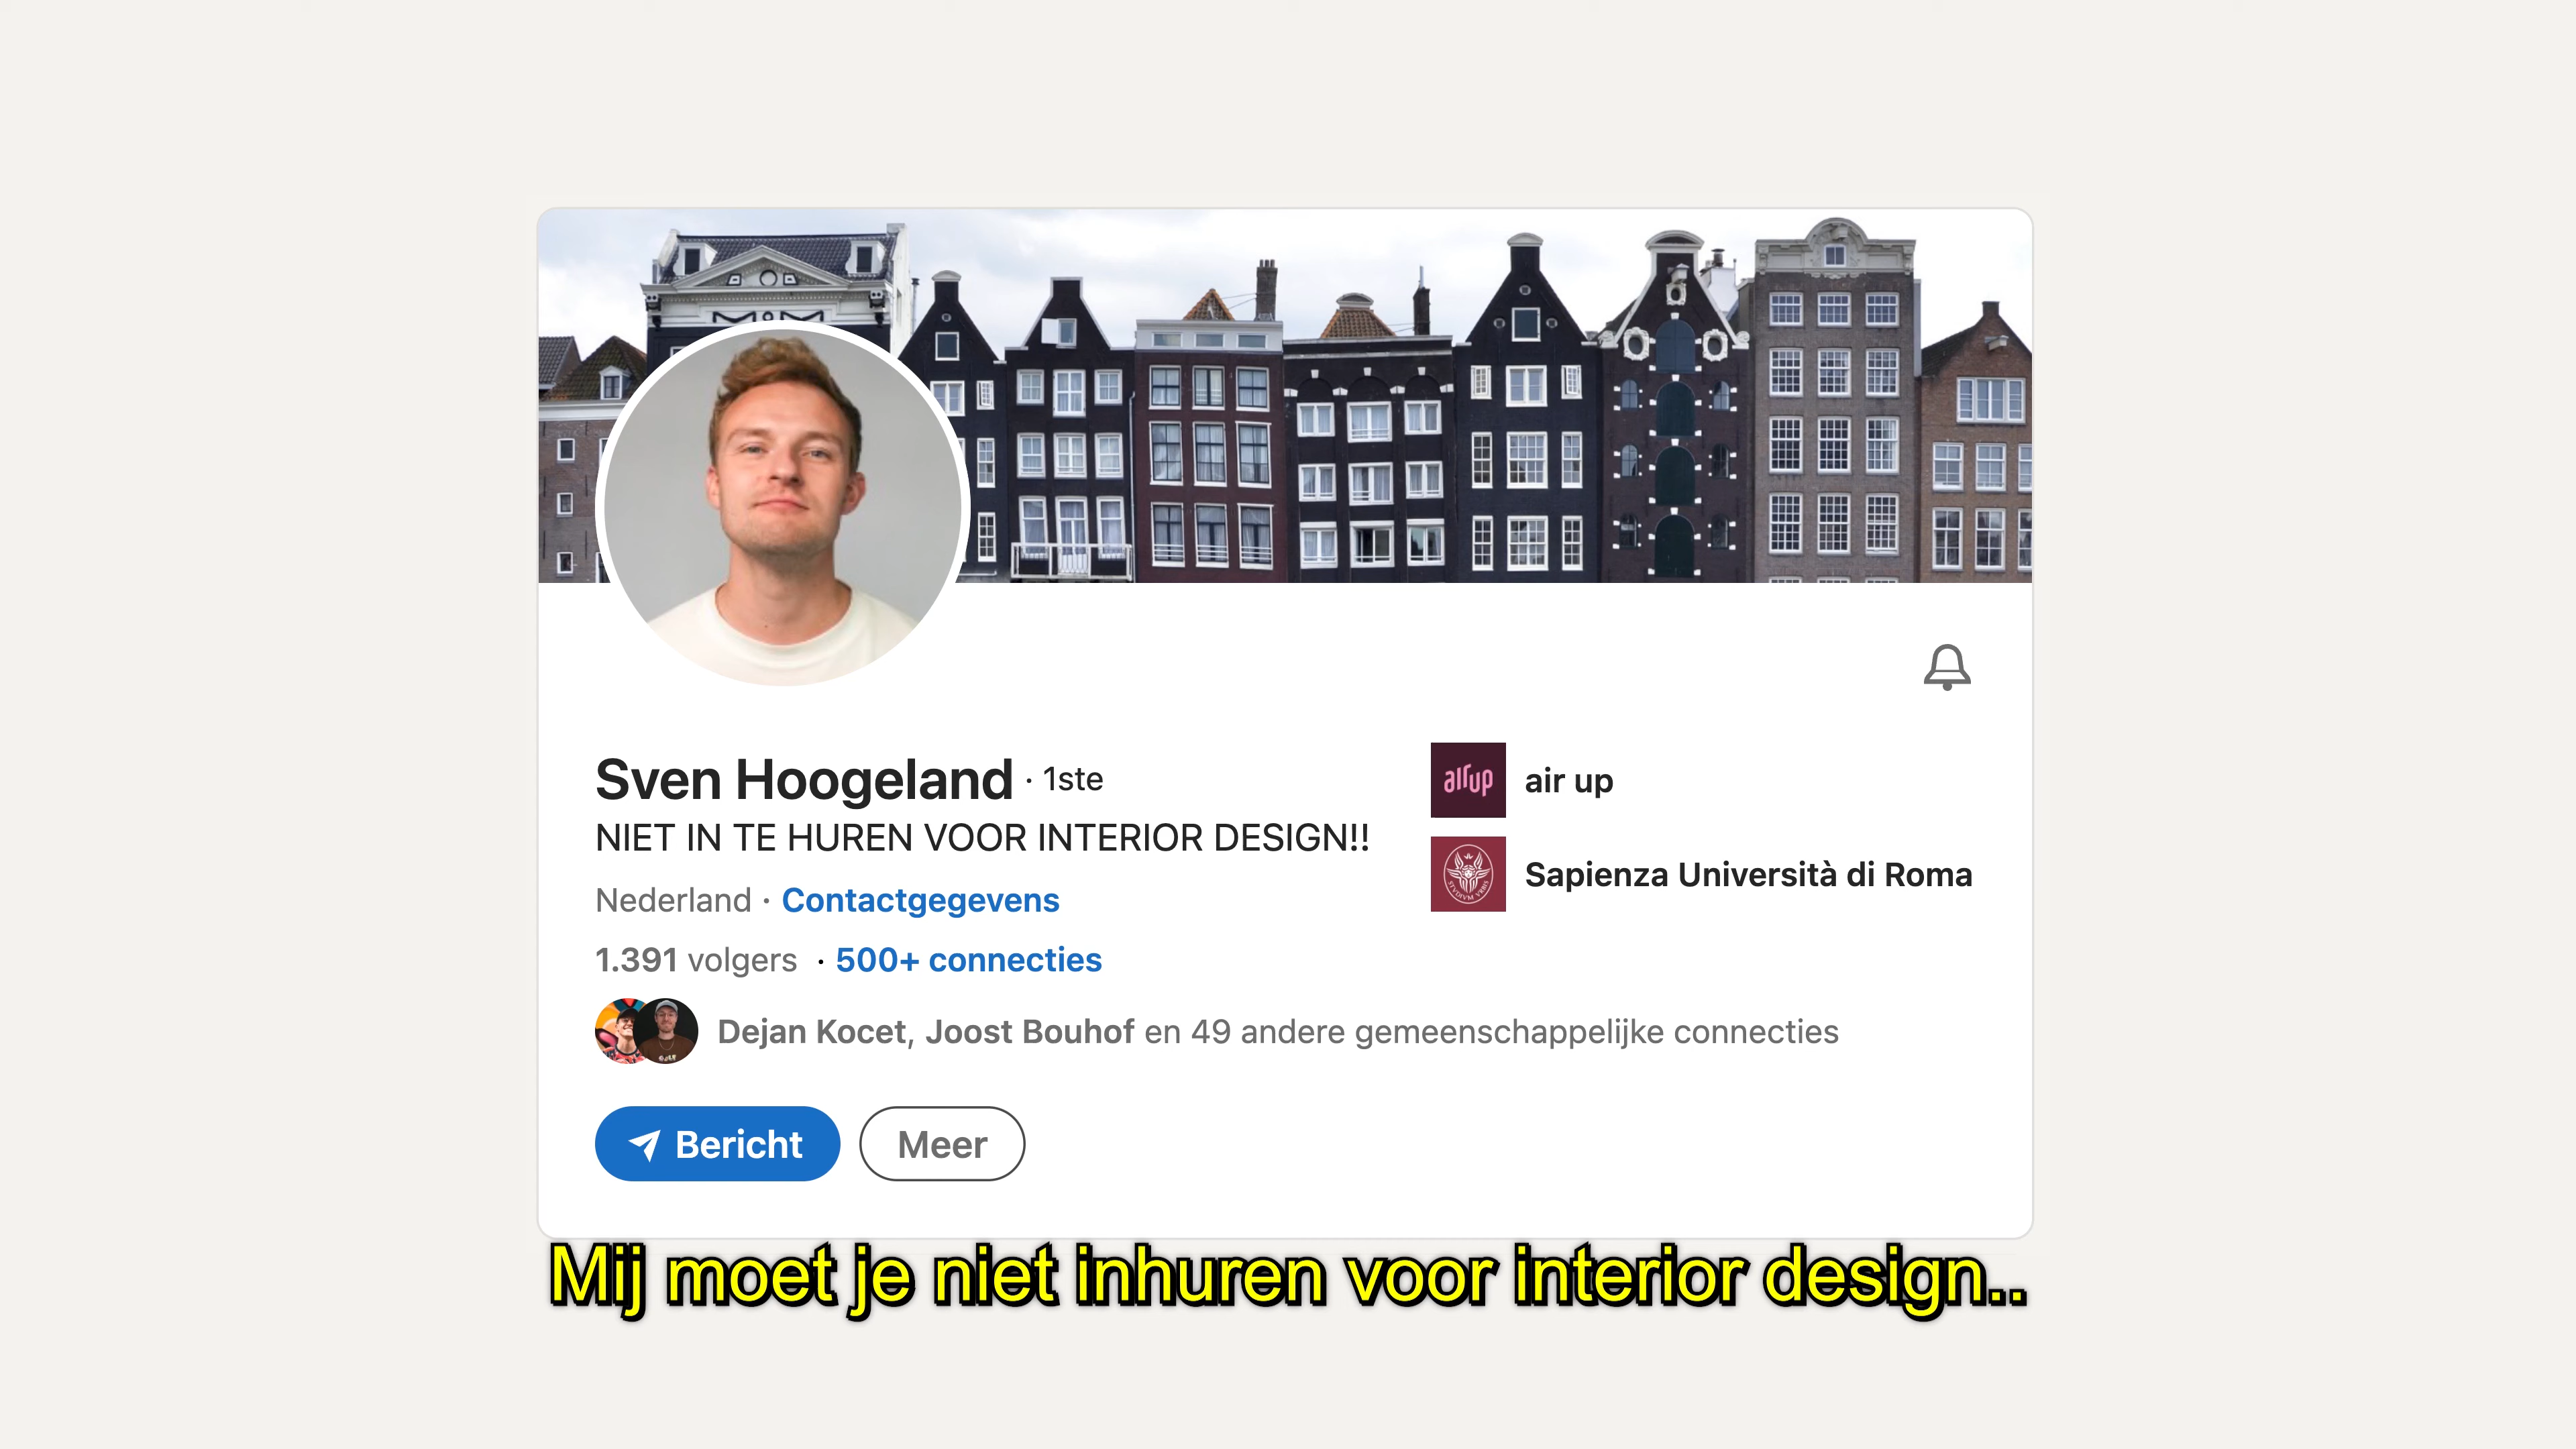 Sven Hoogeland · 1ste
NIET IN TE HUREN VOOR INTERIOR DESIGN!!
Nederland · Contactgegevens
1.391 volgers · 500+ connecties
Dejan Kocet, Joost Bouhof en 49 andere gemeenschappelijke connecties
Bericht
Meer
air up
air up
Sapienza Università di Roma
Mij moet je niet inhuren voor interior design..